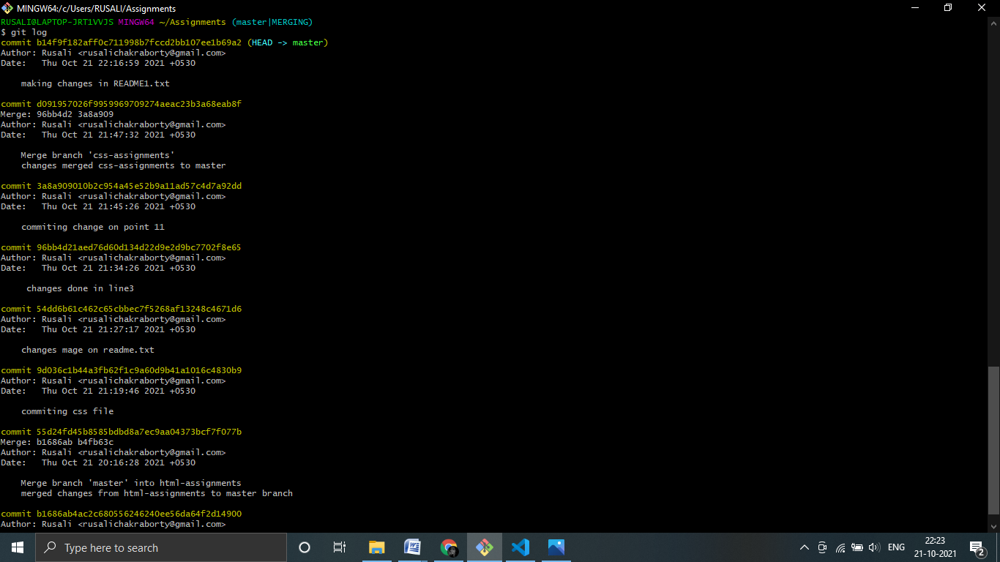 MINGW64:/c/Users/RUSALI/Assignments
RUSALI@LAPTOP-JRT1VVJS MINGW64 ~/Assignments (master|MERGING)
$ git log
commit b14f9f182aff0c711998b7fccd2bb107ee1b69a2 (HEAD -> master)
Author: Rusali <rusalichakraborty@gmail.com>
Date:   Thu Oct 21 22:16:59 2021 +0530

    making changes in README1.txt

commit d091957026f9959969709274aeac23b3a68eab8f
Merge: 96bb4d2 3a8a909
Author: Rusali <rusalichakraborty@gmail.com>
Date:   Thu Oct 21 21:47:32 2021 +0530

    Merge branch 'css-assignments'
    changes merged css-assignments to master

commit 3a8a909010b2c954a45e52b9a11ad57c4d7a92dd
Author: Rusali <rusalichakraborty@gmail.com>
Date:   Thu Oct 21 21:45:26 2021 +0530

    commiting change on point 11

commit 96bb4d21aed76d60d134d22d9e2d9bc7702f8e65
Author: Rusali <rusalichakraborty@gmail.com>
Date:   Thu Oct 21 21:34:26 2021 +0530

     changes done in line3

commit 54dd6b61c462c65cbbec7f5268af13248c4671d6
Author: Rusali <rusalichakraborty@gmail.com>
Date:   Thu Oct 21 21:27:17 2021 +0530

    changes mage on readme.txt

commit 9d036c1b44a3fb62f1c9a60d9b41a1016c4830b9
Author: Rusali <rusalichakraborty@gmail.com>
Date:   Thu Oct 21 21:19:46 2021 +0530

    commiting css file

commit 55d24fd45b8585bdbd8a7ec9aa04373bcf7f077b
Merge: b1686ab b4fb63c
Author: Rusali <rusalichakraborty@gmail.com>
Date:   Thu Oct 21 20:16:28 2021 +0530

    Merge branch 'master' into html-assignments
    merged changes from html-assignments to master branch

commit b1686ab4ac2c680556246240ee56da64f2d14900
Author: Rusali <rusalichakraborty@gmail.com>
Type here to search
ENG
22:23
21-10-2021
2